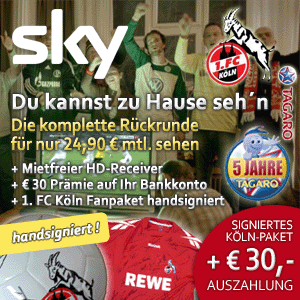 sky
1. FC
KÖLN
TAGARO
Du kannst zu Hause seh´n
Die komplette Rückrunde
für nur 24,90 € mtl. sehen
+ Mietfreier HD-Receiver
+ € 30 Prämie auf Ihr Bankkonto
+ 1. FC Köln Fanpaket handsigniert
5 JAHRE
TAGARO
handsigniert !
REWE
SIGNIERTES
KÖLN-PAKET
+ € 30,-
AUSZAHLUNG